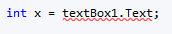 int x = textBox1.Text;